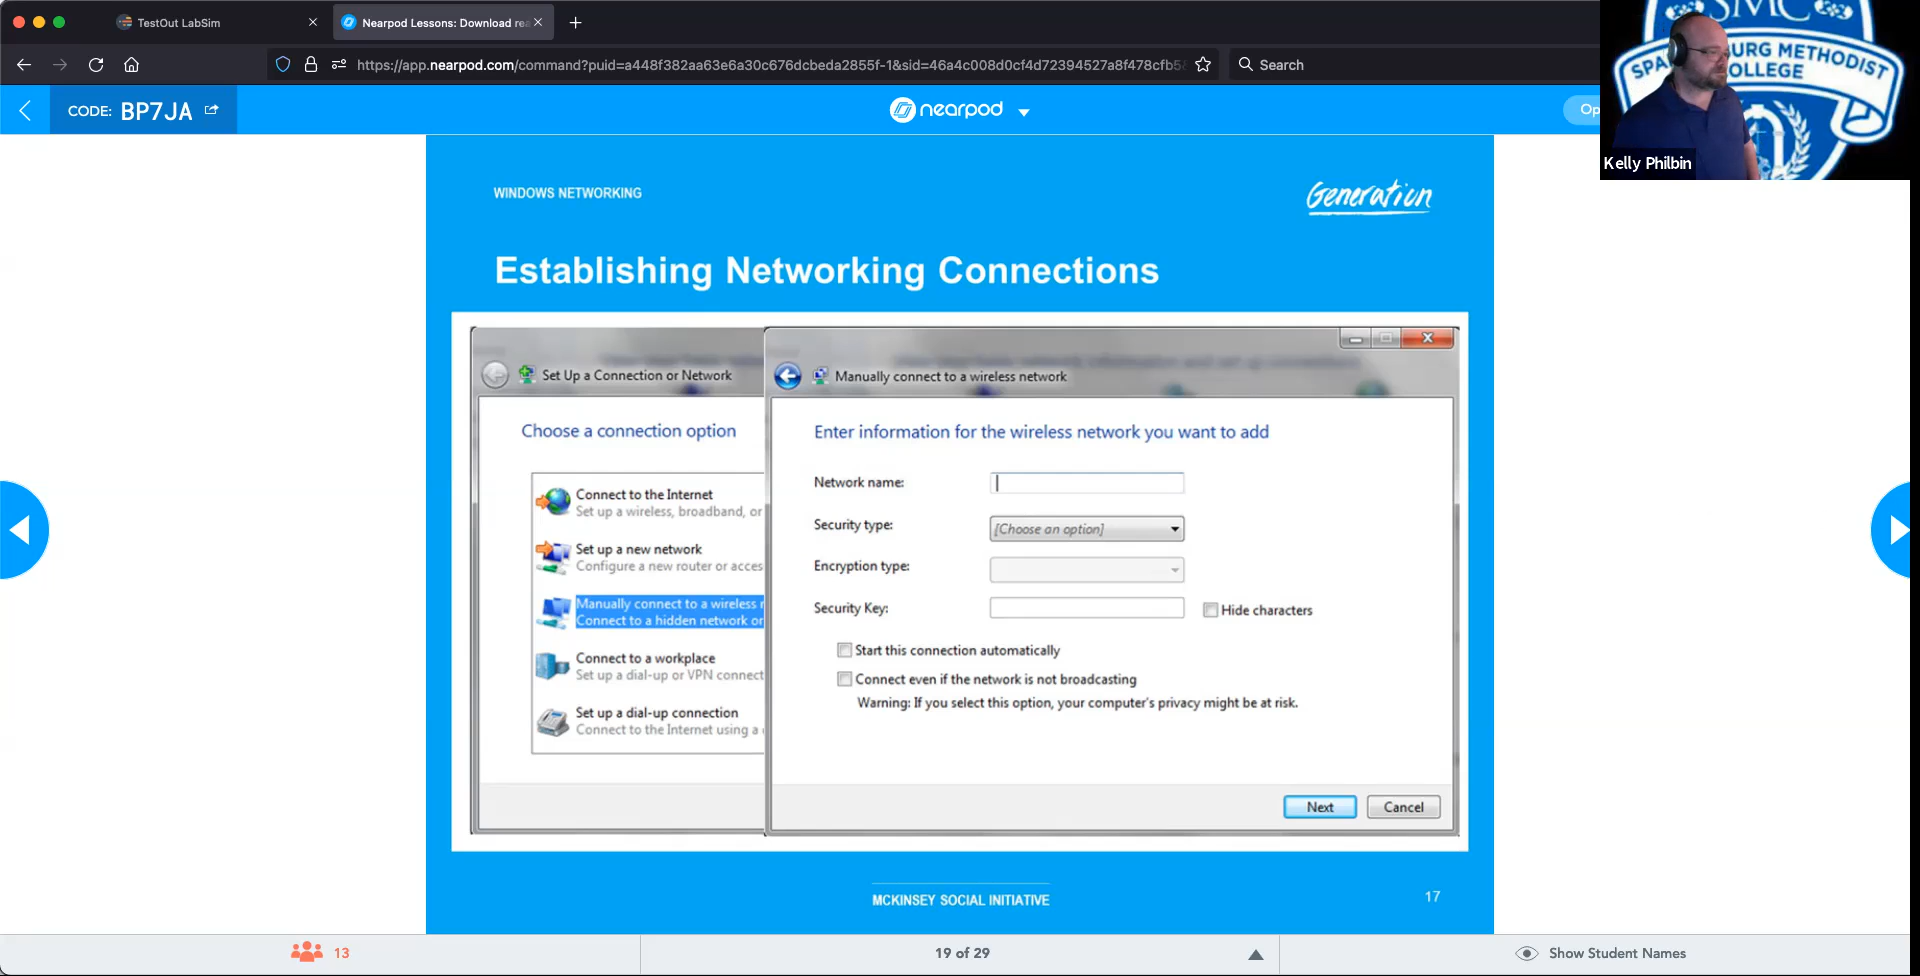 TestOut LabSim
Nearpod Lessons: Download rea
https://app.nearpod.com/command?puid=a448f382aa63e6a30c676dcbeda2855f-1&sid=46a4c008d0cf4d72394527a8f478cfb5
Search
CODE: BP7JA
nearpod
Op
SMC
SPA BURG METHODIST
OLLEGE
Kelly Philbin
WINDOWS NETWORKING
Generation
Establishing Networking Connections
Set Up a Connection or Network
Choose a connection option
Connect to the Internet
Set up a wireless, broadband, or
Set up a new network
Configure a new router or acces
Manually connect to a wireless r
Connect to a hidden network or
Connect to a workplace
Set up a dial-up or VPN connect
Set up a dial-up connection
Connect to the Internet using a
Manually connect to a wireless network
Enter information for the wireless network you want to add
Network name:
Security type:
[Choose an option]
Encryption type:
Security Key:
Hide characters
Start this connection automatically
Connect even if the network is not broadcasting
Warning: If you select this option, your computer's privacy might be at risk.
Next
Cancel
MCKINSEY SOCIAL INITIATIVE
17
13
19 of 29
Show Student Names